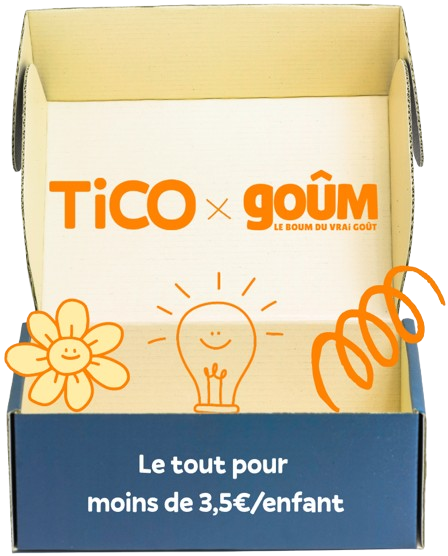 TiCO × goûm
LE BOUM DU VRAi GOÛT
Le tout pour
moins de 3,5€/enfant